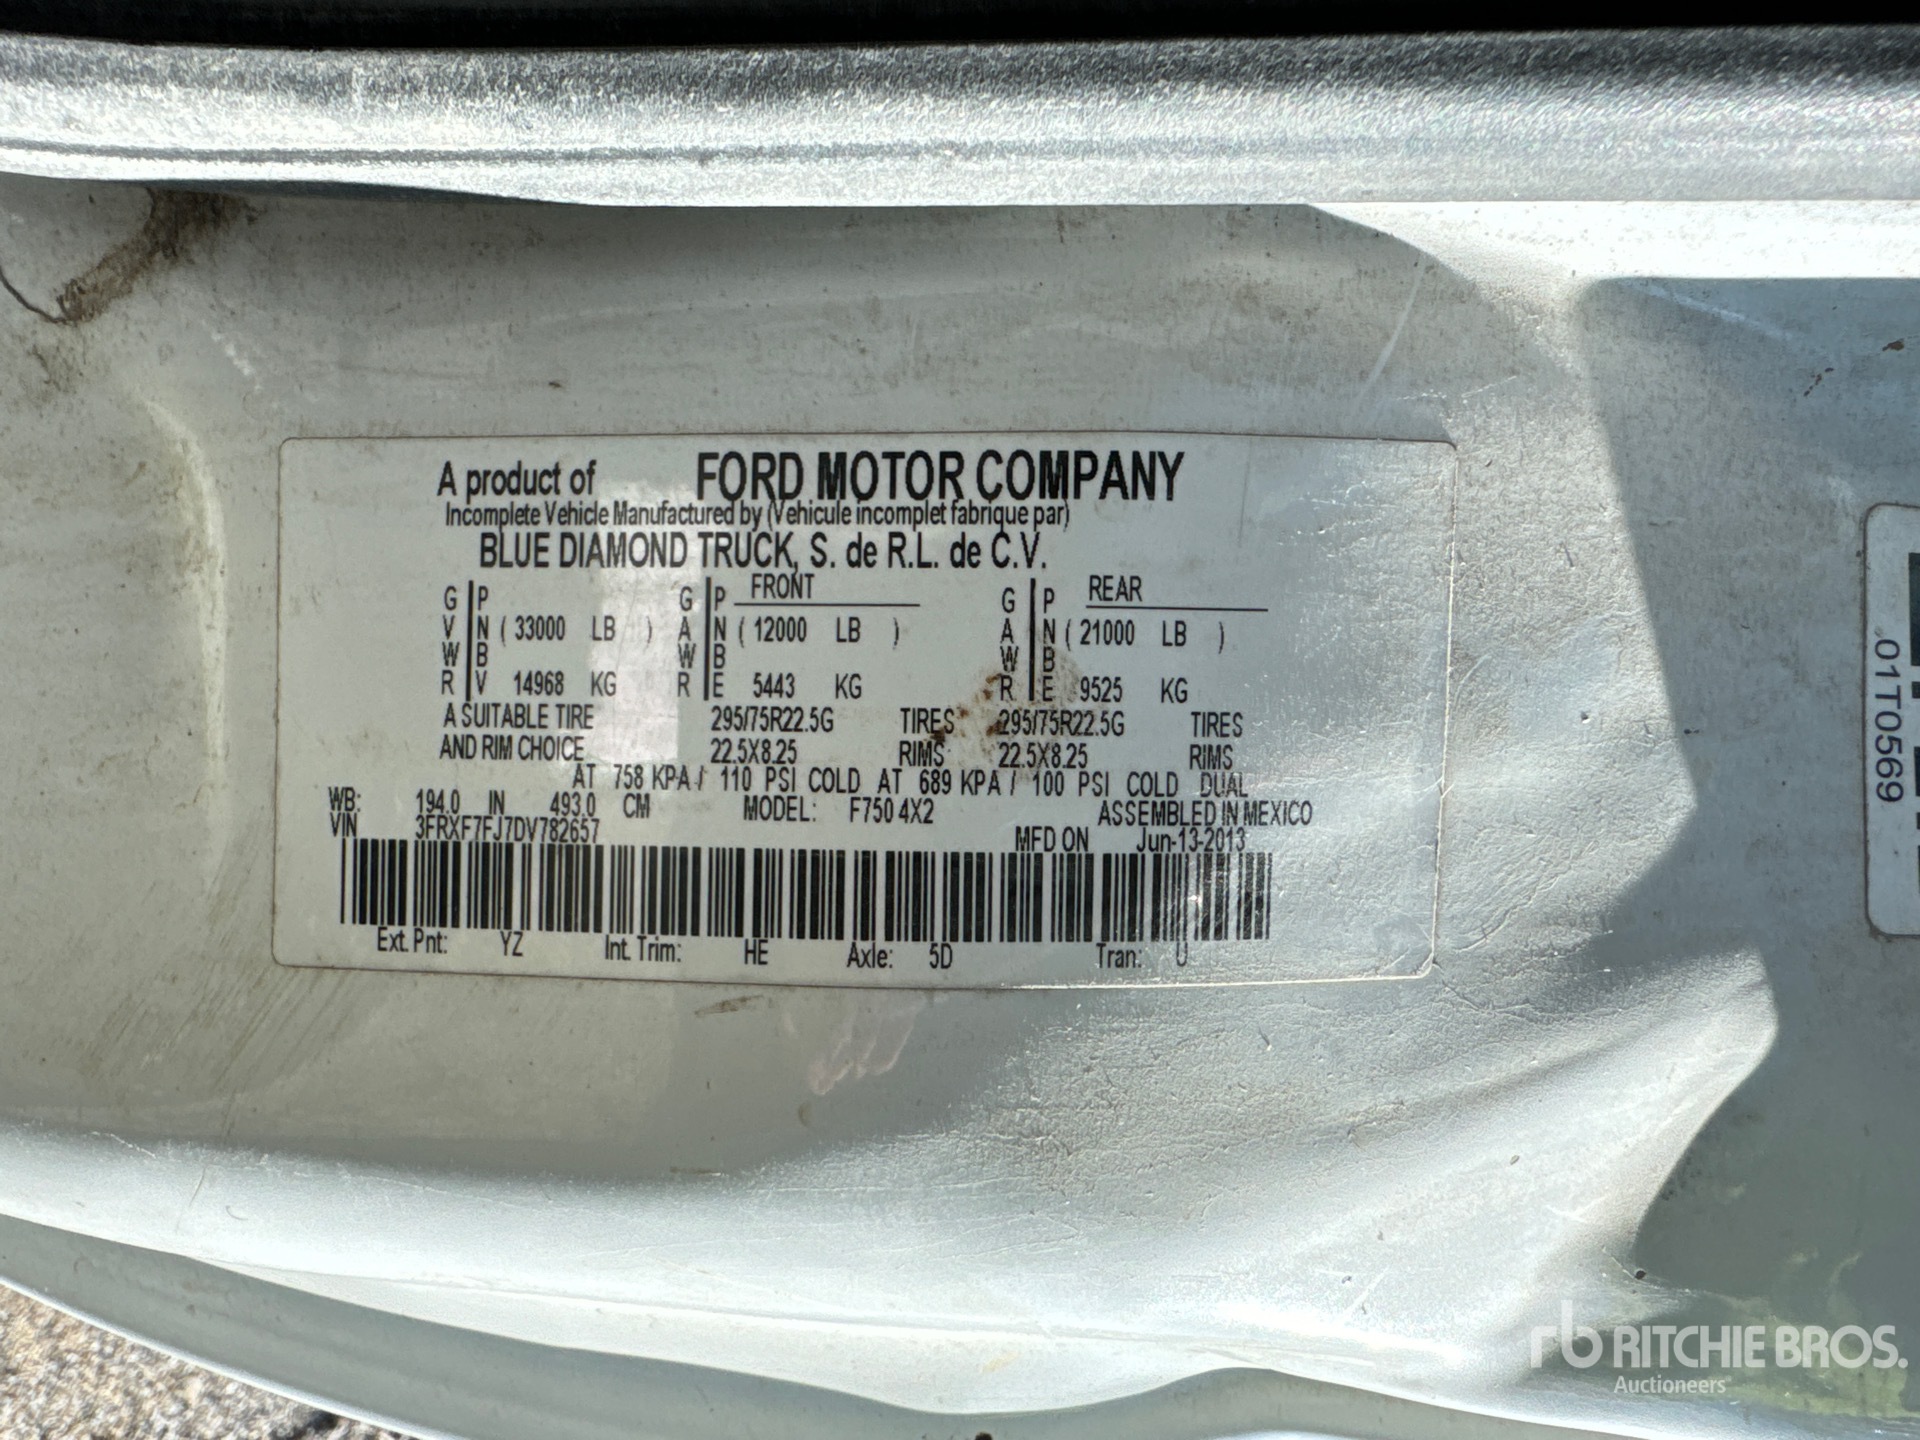 A product of FORD MOTOR COMPANY
Incomplete Vehicle Manufactured by (Vehicule incomplet fabrique par)
BLUE DIAMOND TRUCK, S. de R.L. de C.V.
FRONT REAR
G P G P G P
V N ( 33000 LB ) A N ( 12000 LB ) A N ( 21000 LB )
W B W B W B
R V 14968 KG R E 5443 KG R E 9525 KG
A SUITABLE TIRE 295/75R22.5G TIRES 295/75R22.5G TIRES
AND RIM CHOICE 22.5X8.25 RIMS 22.5X8.25 RIMS
AT 758 KPA / 110 PSI COLD AT 689 KPA / 100 PSI COLD DUAL
WB: 194.0 IN 493.0 CM MODEL: F750 4X2 ASSEMBLED IN MEXICO
VIN 3FRXF7FJ7DV782657 MFD ON Jun-13-2013
Ext. Pnt: YZ Int. Trim: HE Axle: 5D Tran: U
01T0569
rb RITCHIE BROS.
Auctioneers